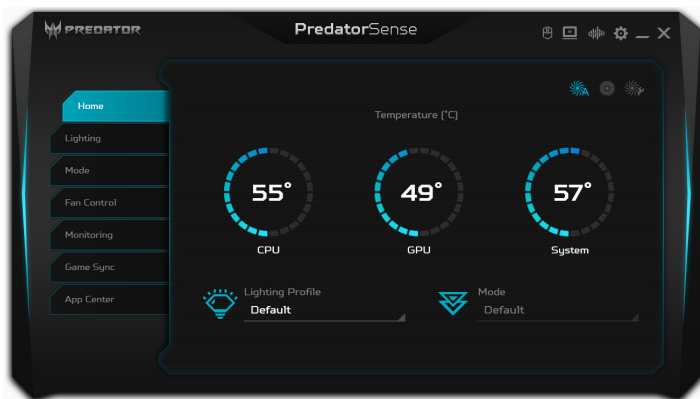 PREDATOR
PredatorSense
Home
Lighting
Mode
Fan Control
Monitoring
Game Sync
App Center
Temperature (°C)
55°
49°
57°
CPU
GPU
System
Lighting Profile
Default
Mode
Default